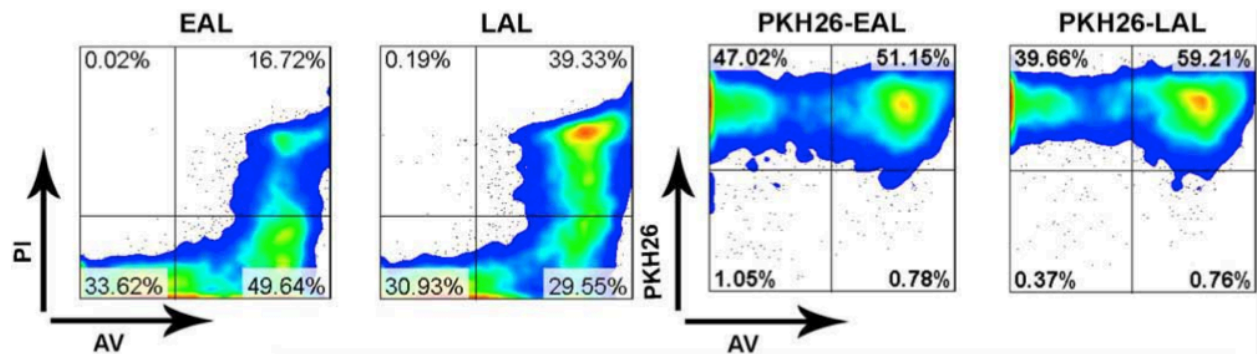 EAL
LAL
PKH26-EAL
PKH26-LAL
0.02%
16.72%
33.62%
49.64%
0.19%
39.33%
30.93%
29.55%
47.02%
51.15%
1.05%
0.78%
39.66%
59.21%
0.37%
0.76%
PI
AV
PKH26
AV